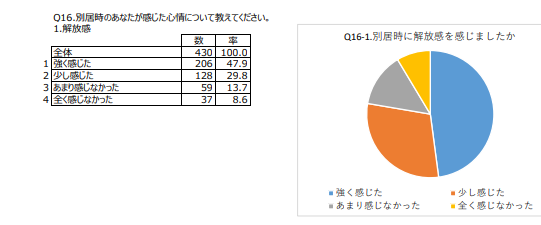 Q16.別居時のあなたが感じた心情について教えてください。
1.解放感
数 率
全体 430 100.0
1 強く感じた 206 47.9
2 少し感じた 128 29.8
3 あまり感じなかった 59 13.7
4 全く感じなかった 37 8.6
Q16-1.別居時に解放感を感じましたか
強く感じた 少し感じた
あまり感じなかった 全く感じなかった